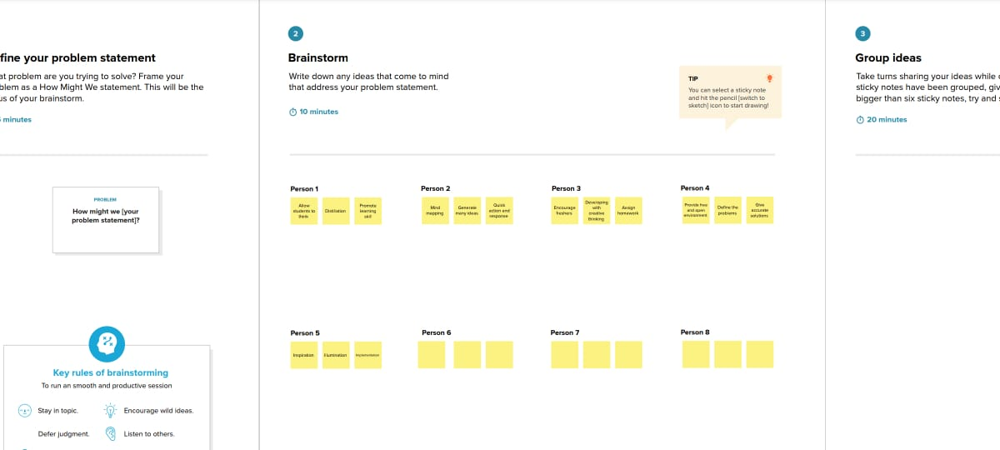 fine your problem statement
at problem are you trying to solve? Frame your
blem as a How Might We statement. This will be the
us of your brainstorm.
minutes
PROBLEM
How might we [your
problem statement]?
Key rules of brainstorming
To run an smooth and productive session
Stay in topic.
Encourage wild ideas.
Defer judgment.
Listen to others.
2
Brainstorm
Write down any ideas that come to mind
that address your problem statement.
10 minutes
TIP
You can select a sticky note
and hit the pencil [switch to
sketch] icon to start drawing!
Person 1
Allow
students to
think
Distillation
Promote
learning
skill
Person 2
Mind
mapping
Generate
many ideas
Quick
action and
response
Person 3
Encourage
freshers
Developing
with
creative
thinking
Assign
homework
Person 4
Provide free
and open
environment
Define the
problems
Give
accurate
solutions
Person 5
Inspiration
Illumination
Implementation
Person 6
Person 7
Person 8
3
Group ideas
Take turns sharing your ideas while
sticky notes have been grouped, giv
bigger than six sticky notes, try and
20 minutes